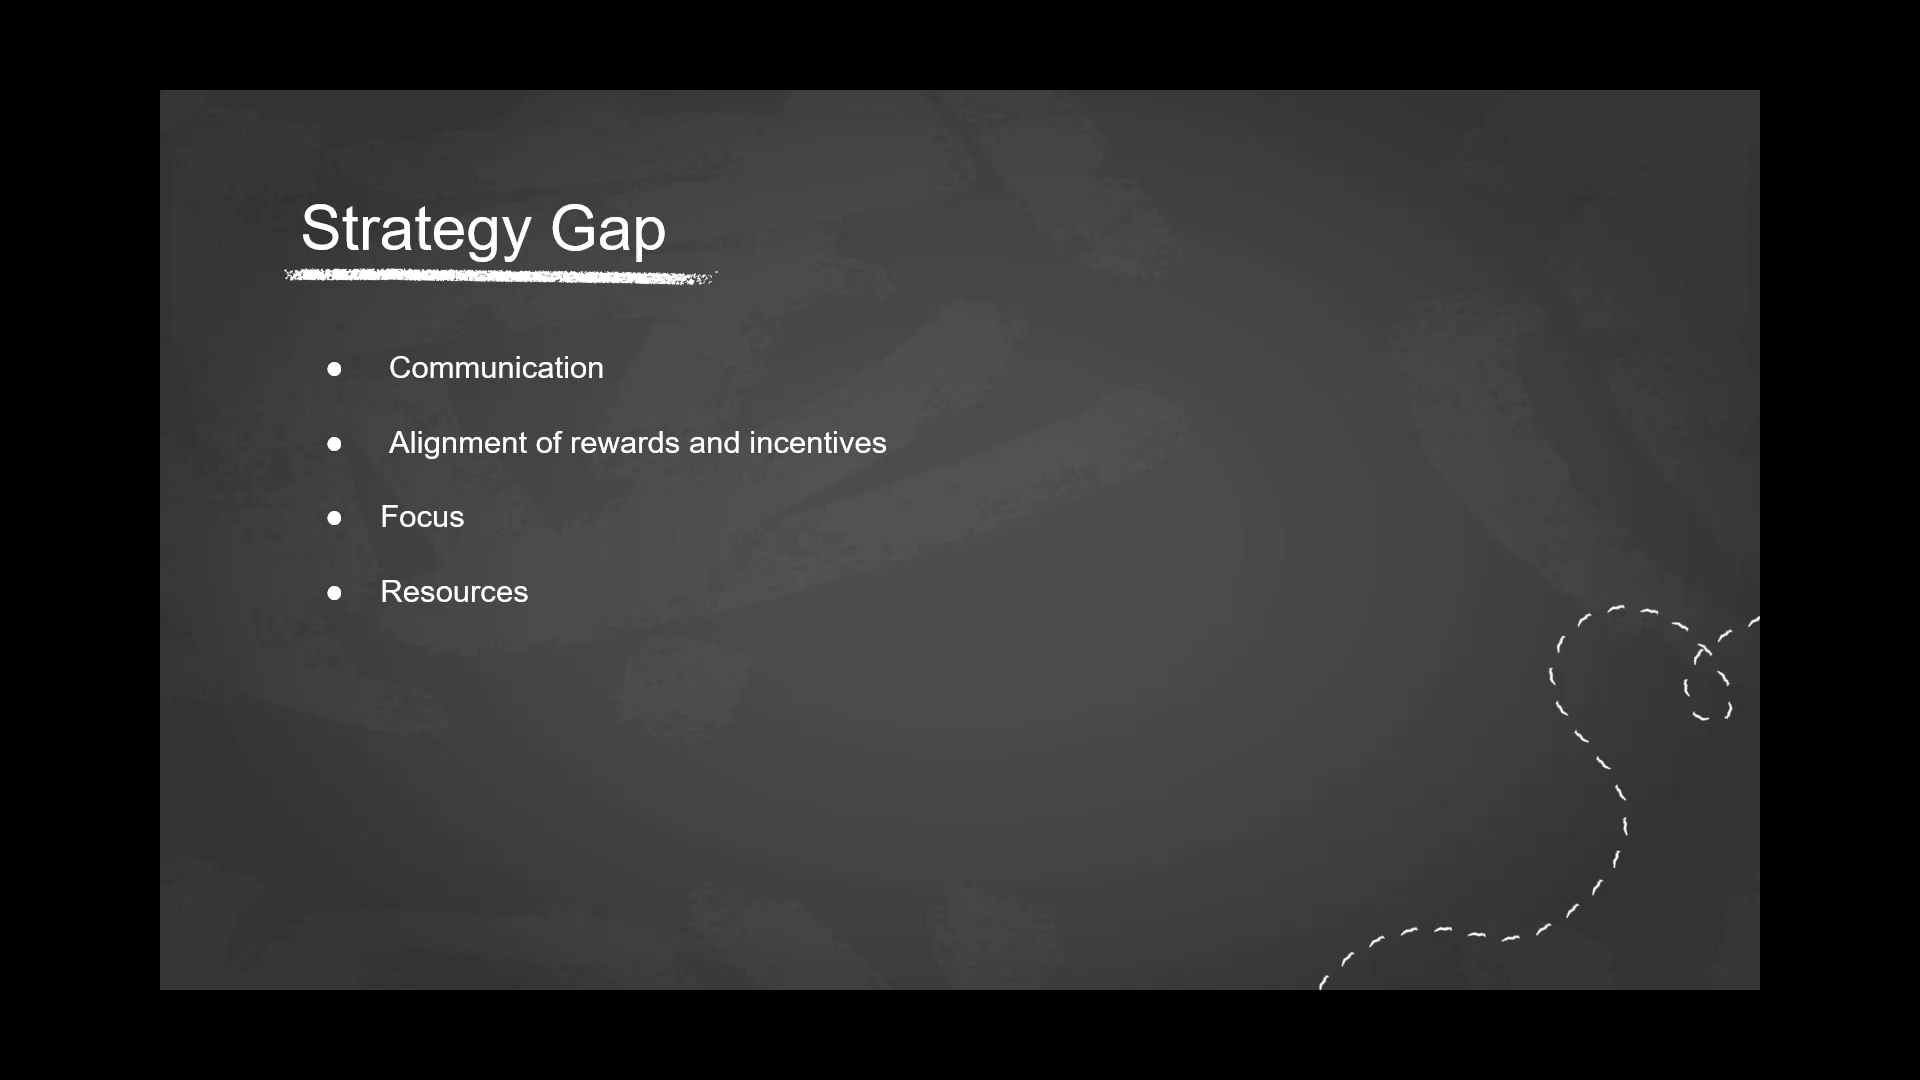 Strategy Gap
● Communication
● Alignment of rewards and incentives
● Focus
● Resources